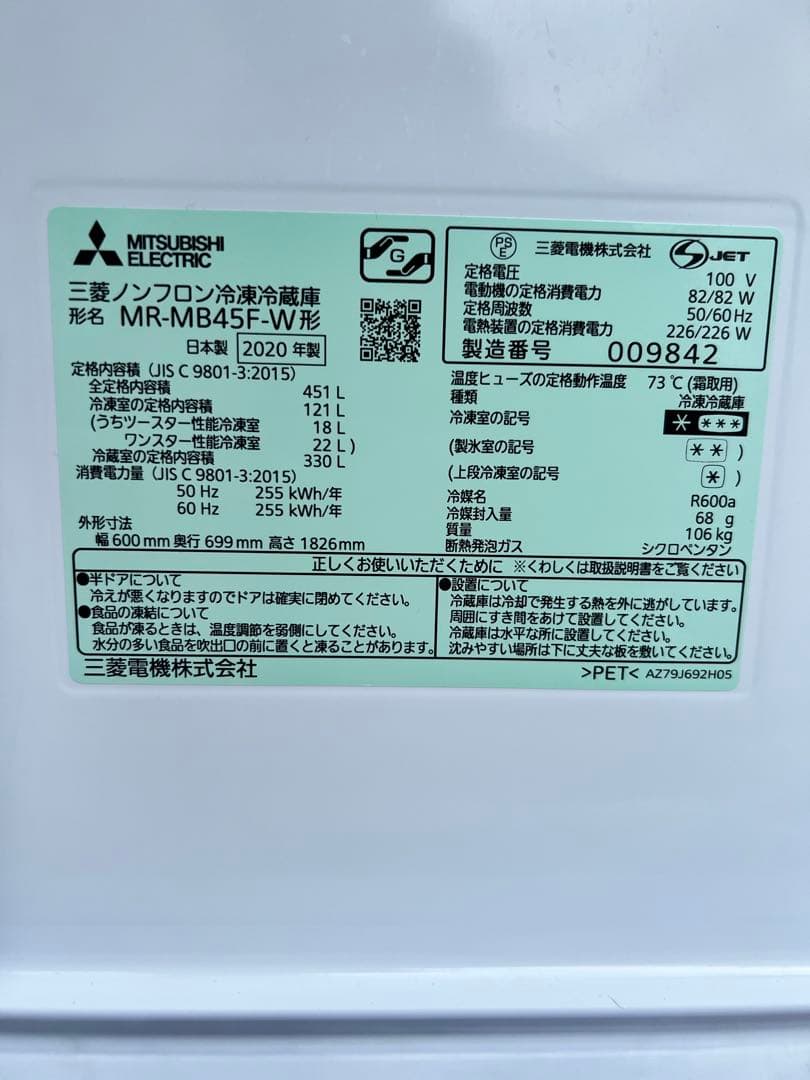 MITSUBISHI
ELECTRIC
G
三菱ノンフロン冷凍冷蔵庫
形名 MR-MB45F-W形
日本製 2020 年製
定格内容積 (JIS C 9801-3:2015)
全定格内容積 451 L
冷凍室の定格内容積 121 L
(うちツースター性能冷凍室 18 L
ワンスター性能冷凍室 22 L)
冷蔵室の定格内容積 330 L
消費電力量 (JIS C 9801-3:2015)
50 Hz 255 kWh/年
60 Hz 255 kWh/年
外形寸法
幅 600 mm 奥行 699 mm 高さ 1826 mm
PS
E 三菱電機株式会社 S JET
定格電圧 100 V
電動機の定格消費電力 82/82 W
定格周波数 50/60 Hz
電熱装置の定格消費電力 226/226 W
製造番号 009842
温度ヒューズの定格動作温度 73 ℃ (霜取用)
種類 冷凍冷蔵庫
冷凍室の記号 * ***
(製氷室の記号 ** )
(上段冷凍室の記号 * )
冷媒名 R600a
冷媒封入量 68 g
質量 106 kg
断熱発泡ガス シクロペンタン
正しくお使いいただくために ※くわしくは取扱説明書をご覧ください
●半ドアについて
冷えが悪くなりますのでドアは確実に閉めてください。
●食品の凍結について
食品が凍るときは、温度調節を弱側にしてください。
水分の多い食品を吹出口の前に置くと凍ることがあります。
●設置について
冷蔵庫は冷却で発生する熱を外に逃がしています。
周囲にすき間をあけて設置してください。
冷蔵庫は水平な所に設置してください。
沈みやすい場所は下に丈夫な板を敷いてください。
三菱電機株式会社 >PET< AZ79J692H05